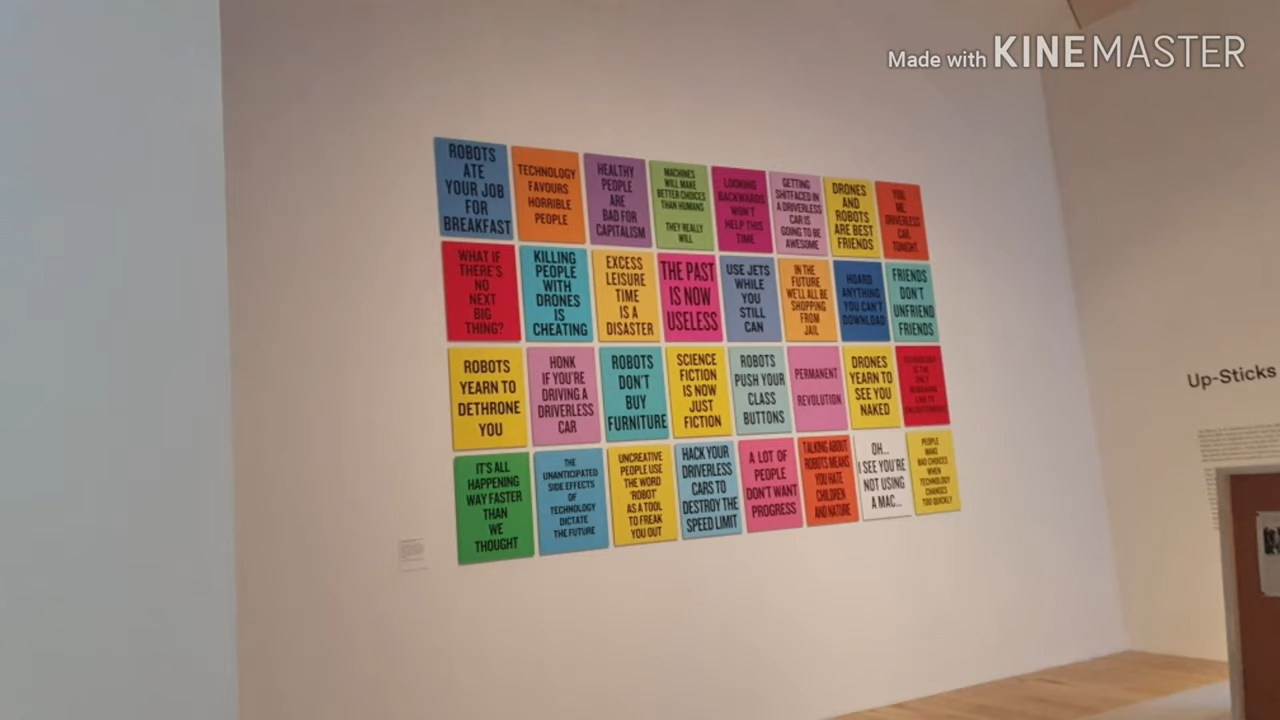 Made with KINEMASTER
ROBOTS
ATE
YOUR JOB
FOR
BREAKFAST
TECHNOLOGY
FAVOURS
HORRIBLE
PEOPLE
HEALTHY
PEOPLE
ARE
BAD FOR
CAPITALISM
MACHINES
WILL MAKE
BETTER CHOICES
THAN HUMANS
THEY REALLY
WILL
LOOKING
BACKWARDS
WON'T
HELP THIS
TIME
GETTING
SHITFACED IN
A DRIVERLESS
CAR IS
GOING TO BE
AWESOME
DRONES
AND
ROBOTS
ARE BEST
FRIENDS
YOU.
ME.
DRIVERLESS
CAR.
TONIGHT.
WHAT IF
THERE'S
NO
NEXT
BIG
THING?
KILLING
PEOPLE
WITH
DRONES
IS
CHEATING
EXCESS
LEISURE
TIME
IS A
DISASTER
THE PAST
IS NOW
USELESS
USE JETS
WHILE
YOU
STILL
CAN
IN THE
FUTURE
WE'LL ALL BE
SHOPPING
FROM
JAIL
HOARD
ANYTHING
YOU CAN'T
DOWNLOAD
FRIENDS
DON'T
UNFRIEND
FRIENDS
ROBOTS
YEARN TO
DETHRONE
YOU
HONK
IF YOU'RE
DRIVING A
DRIVERLESS
CAR
ROBOTS
DON'T
BUY
FURNITURE
SCIENCE
FICTION
IS NOW
JUST
FICTION
ROBOTS
PUSH YOUR
CLASS
BUTTONS
PERMANENT
REVOLUTION
DRONES
YEARN TO
SEE YOU
NAKED
TECHNOLOGY
IS THE
ONLY
IT'S ALL
HAPPENING
WAY FASTER
THAN
WE
THOUGHT
THE
UNANTICIPATED
SIDE EFFECTS
OF
TECHNOLOGY
DICTATE
THE FUTURE
UNCREATIVE
PEOPLE USE
THE WORD
'ROBOT'
AS A TOOL
TO FREAK
YOU OUT
HACK YOUR
DRIVERLESS
CARS TO
DESTROY THE
SPEED LIMIT
A LOT OF
PEOPLE
DON'T WANT
PROGRESS
TALKING ABOUT
ROBOTS MEANS
YOU HATE
CHILDREN
AND NATURE
OH...
I SEE YOU'RE
NOT USING
A MAC...
PEOPLE
MAKE
BAD CHOICES
WHEN
TECHNOLOGY
CHANGES
TOO QUICKLY
Up-Sticks